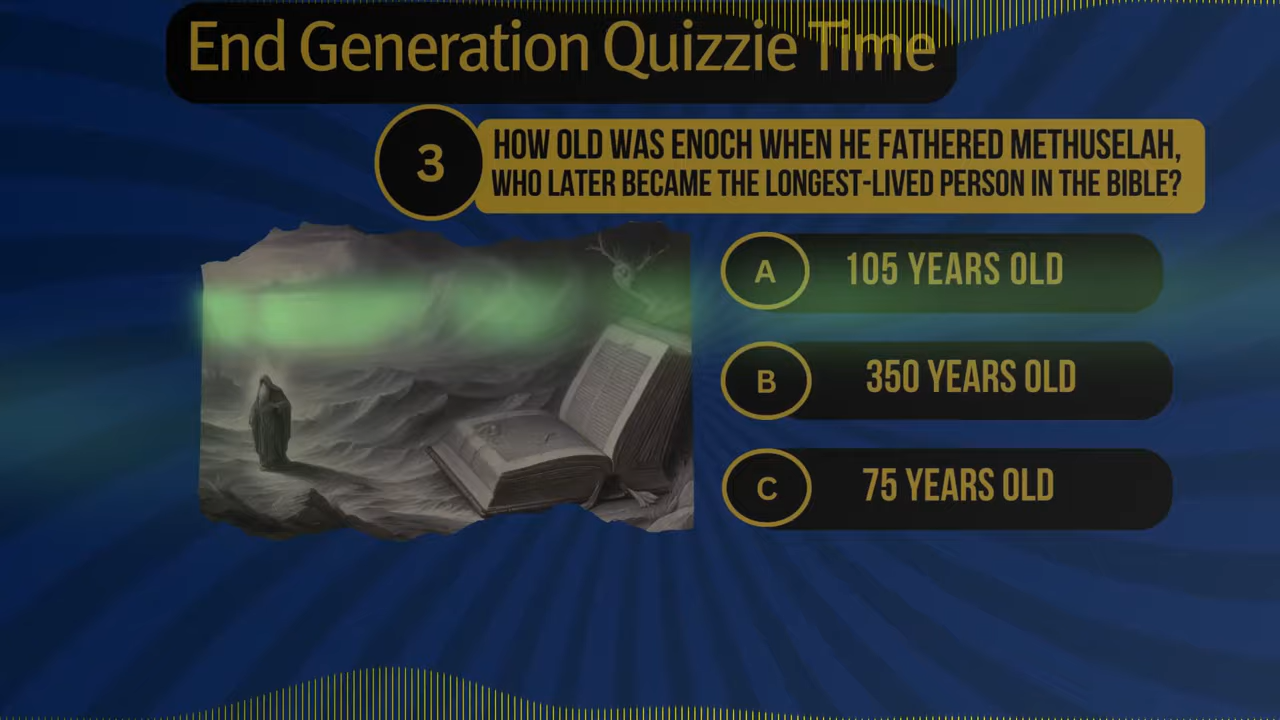 End Generation Quizzie Time
3
HOW OLD WAS ENOCH WHEN HE FATHERED METHUSELAH,
WHO LATER BECAME THE LONGEST-LIVED PERSON IN THE BIBLE?
A
105 YEARS OLD
B
350 YEARS OLD
C
75 YEARS OLD